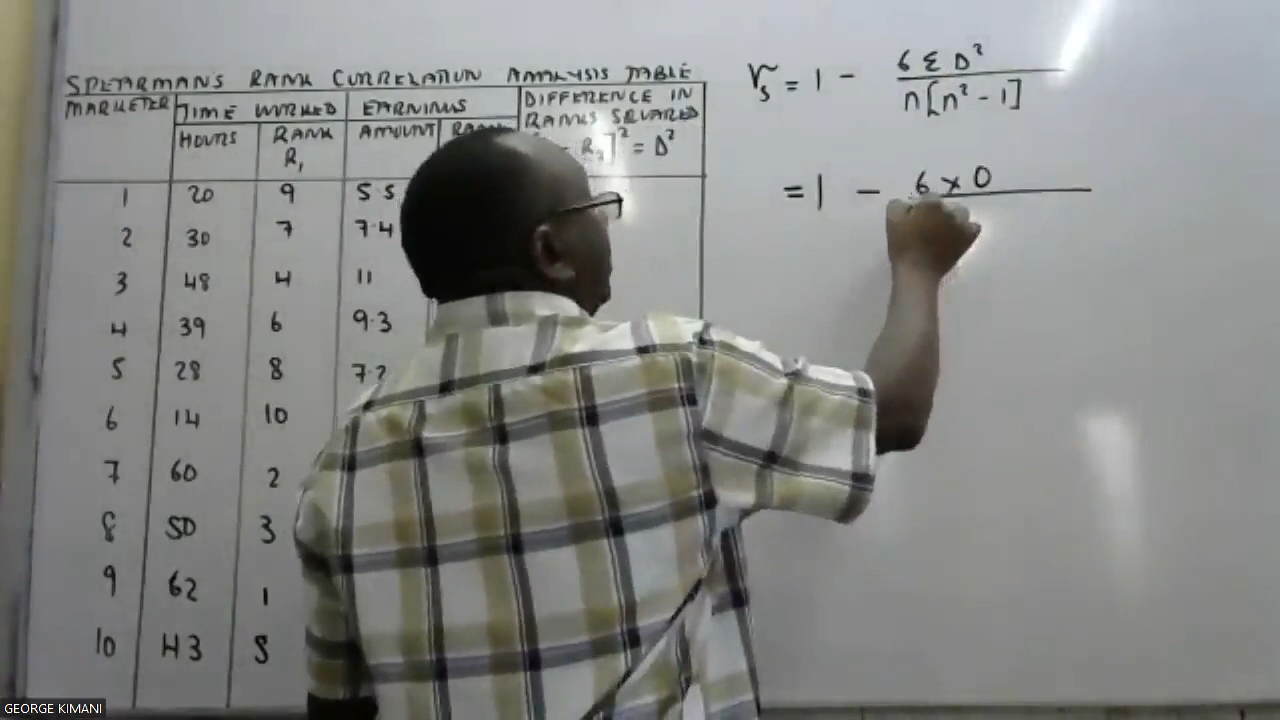 SPEARMANS RANK CORRELATION ANALYSIS TABLE
MARKETER TIME WORKED EARNINGS DIFFERENCE IN
HOURS RANK AMOUNT RANK RANKS SQUARED
R₁ R₂]² = D²
1 20 9 5.5
2 30 7 7.4
3 48 4 11
4 39 6 9.3
5 28 8 7.2
6 14 10
7 60 2
8 50 3
9 62 1
10 43 5
rₛ = 1 - 6 Σ D²
n[n² - 1]
= 1 - 6 x 0
GEORGE KIMANI